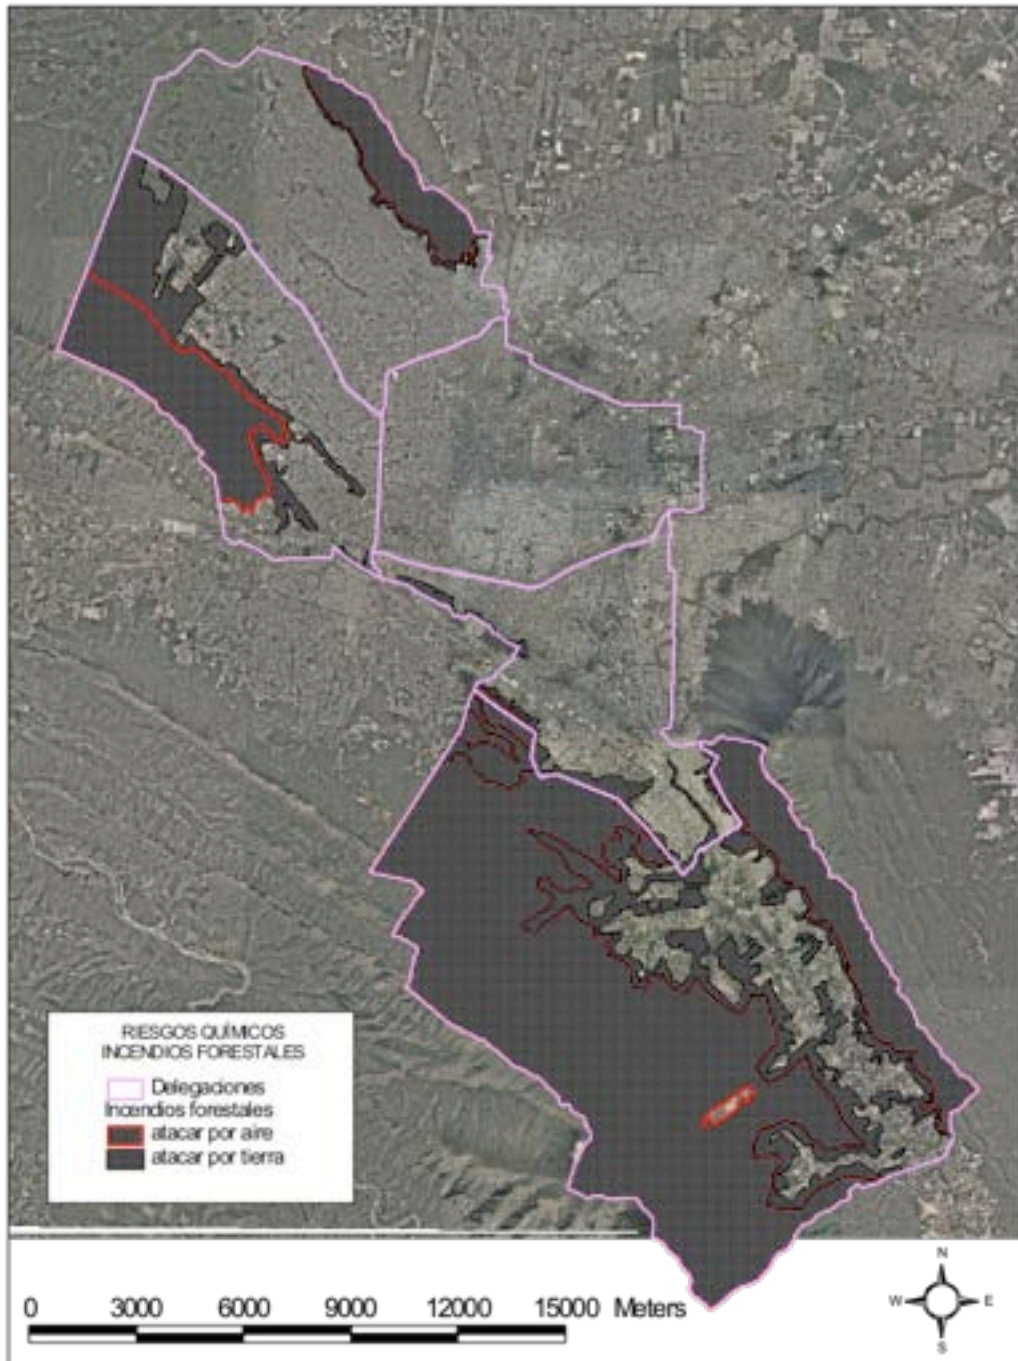 RIESGOS QUÍMICOS
INCENDIOS FORESTALES
Delegaciones
Incendios forestales
atacar por aire
atacar por tierra
0 3000 6000 9000 12000 15000 Meters
N
W E
S